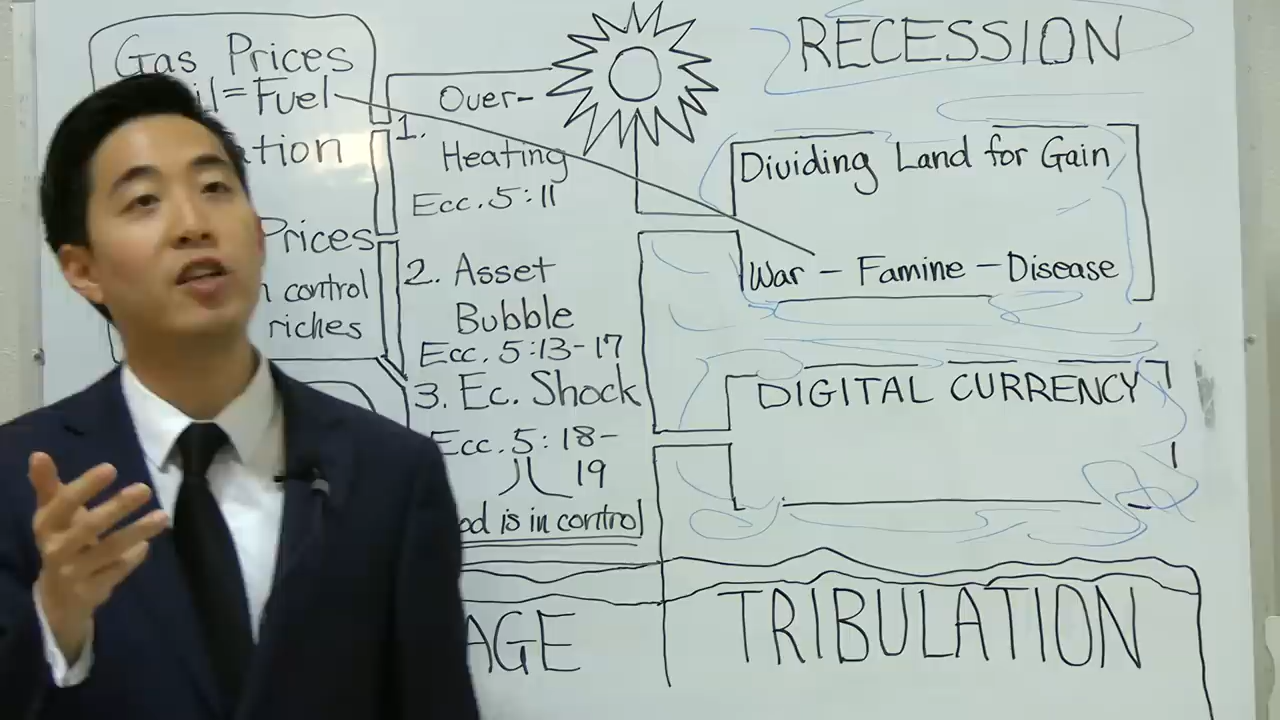 Gas Prices
= Fuel
Prices
control
riches
Over-
1.
Heating
Ecc. 5:11
2. Asset
Bubble
Ecc. 5:13-17
3. Ec. Shock
Ecc. 5:18-
19
is in control
AGE
RECESSION
Dividing Land for Gain
War - Famine - Disease
DIGITAL CURRENCY
TRIBULATION